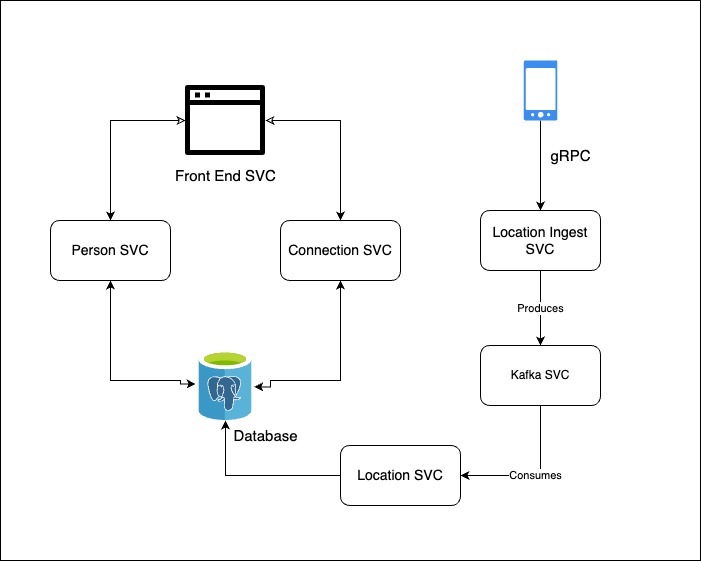 Front End SVC
gRPC
Person SVC
Connection SVC
Location Ingest
SVC
Produces
Kafka SVC
Database
Location SVC
Consumes